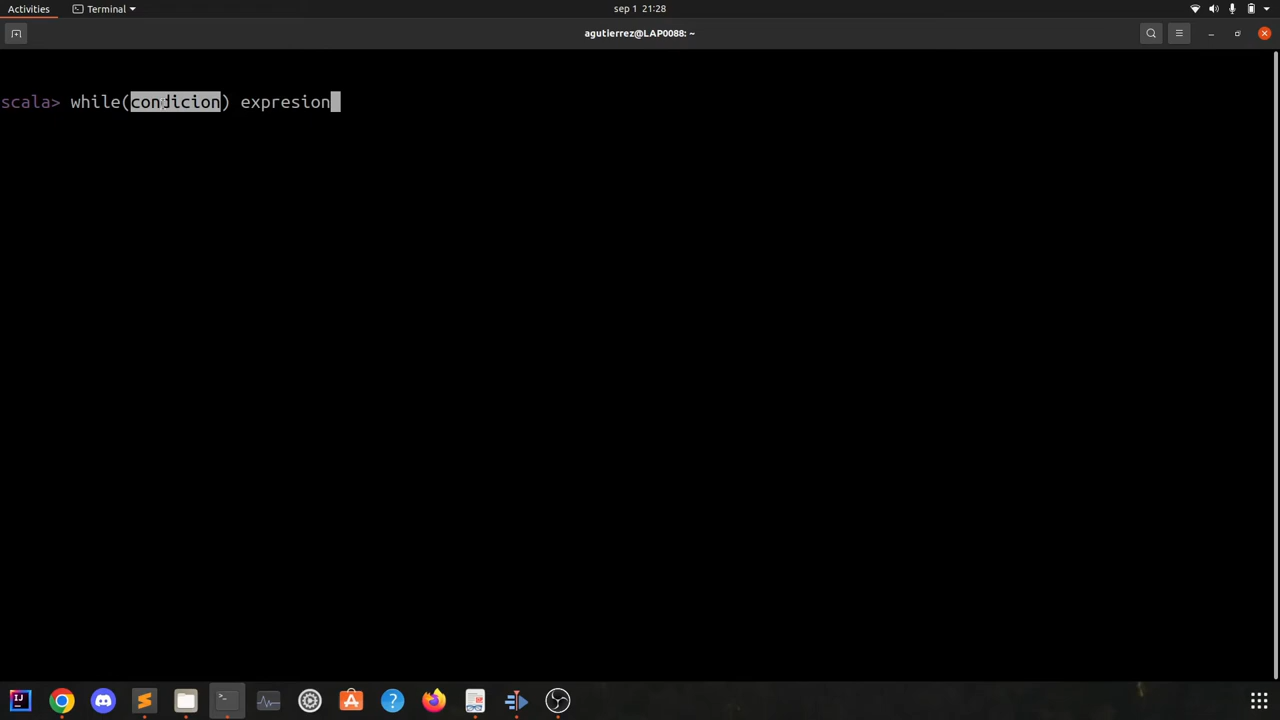 Activities
Terminal
sep 1 21:28
agutierrez@LAP0088: ~
scala> while(condicion) expresion